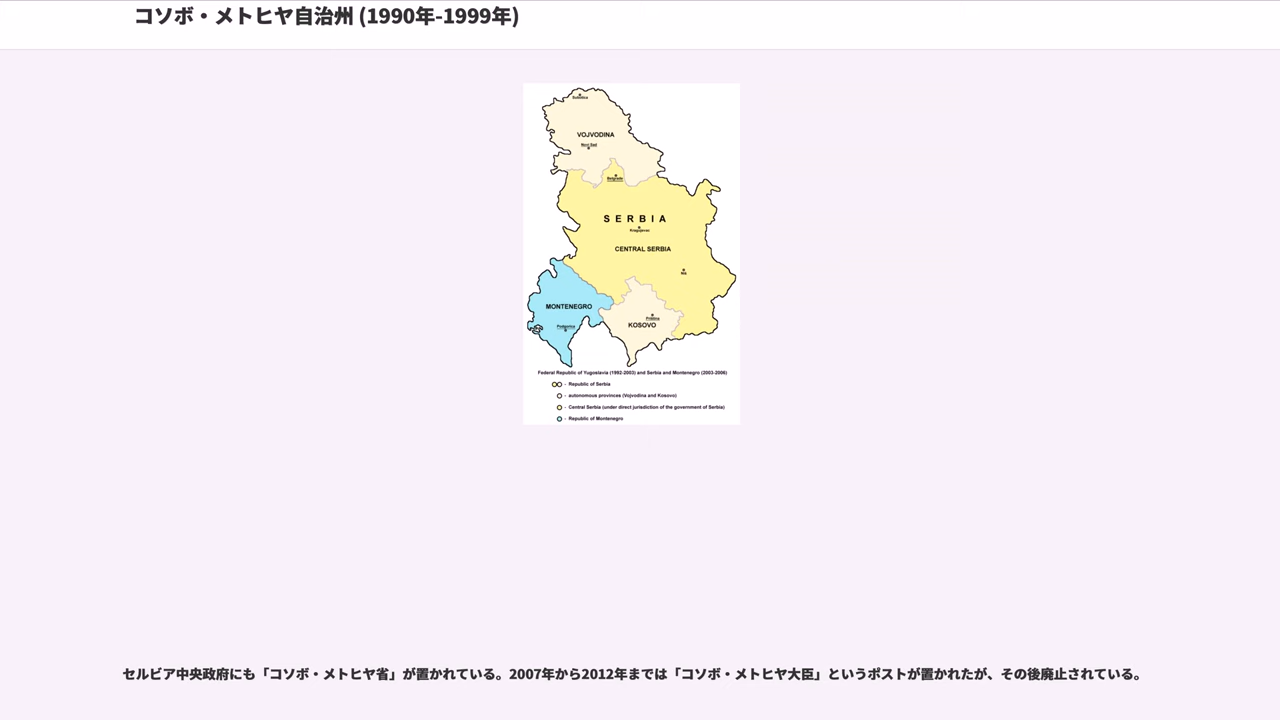 コソボ・メトヒヤ自治州 (1990年-1999年)
Subotica
VOJVODINA
Novi Sad
Belgrade
SERBIA
Kragujevac
CENTRAL SERBIA
Niš
MONTENEGRO
Priština
KOSOVO
Podgorica
Federal Republic of Yugoslavia (1992-2003) and Serbia and Montenegro (2003-2006)
- Republic of Serbia
- autonomous provinces (Vojvodina and Kosovo)
- Central Serbia (under direct jurisdiction of the government of Serbia)
- Republic of Montenegro
セルビア中央政府にも「コソボ・メトヒヤ省」が置かれている。2007年から2012年までは「コソボ・メトヒヤ大臣」というポストが置かれたが、その後廃止されている。